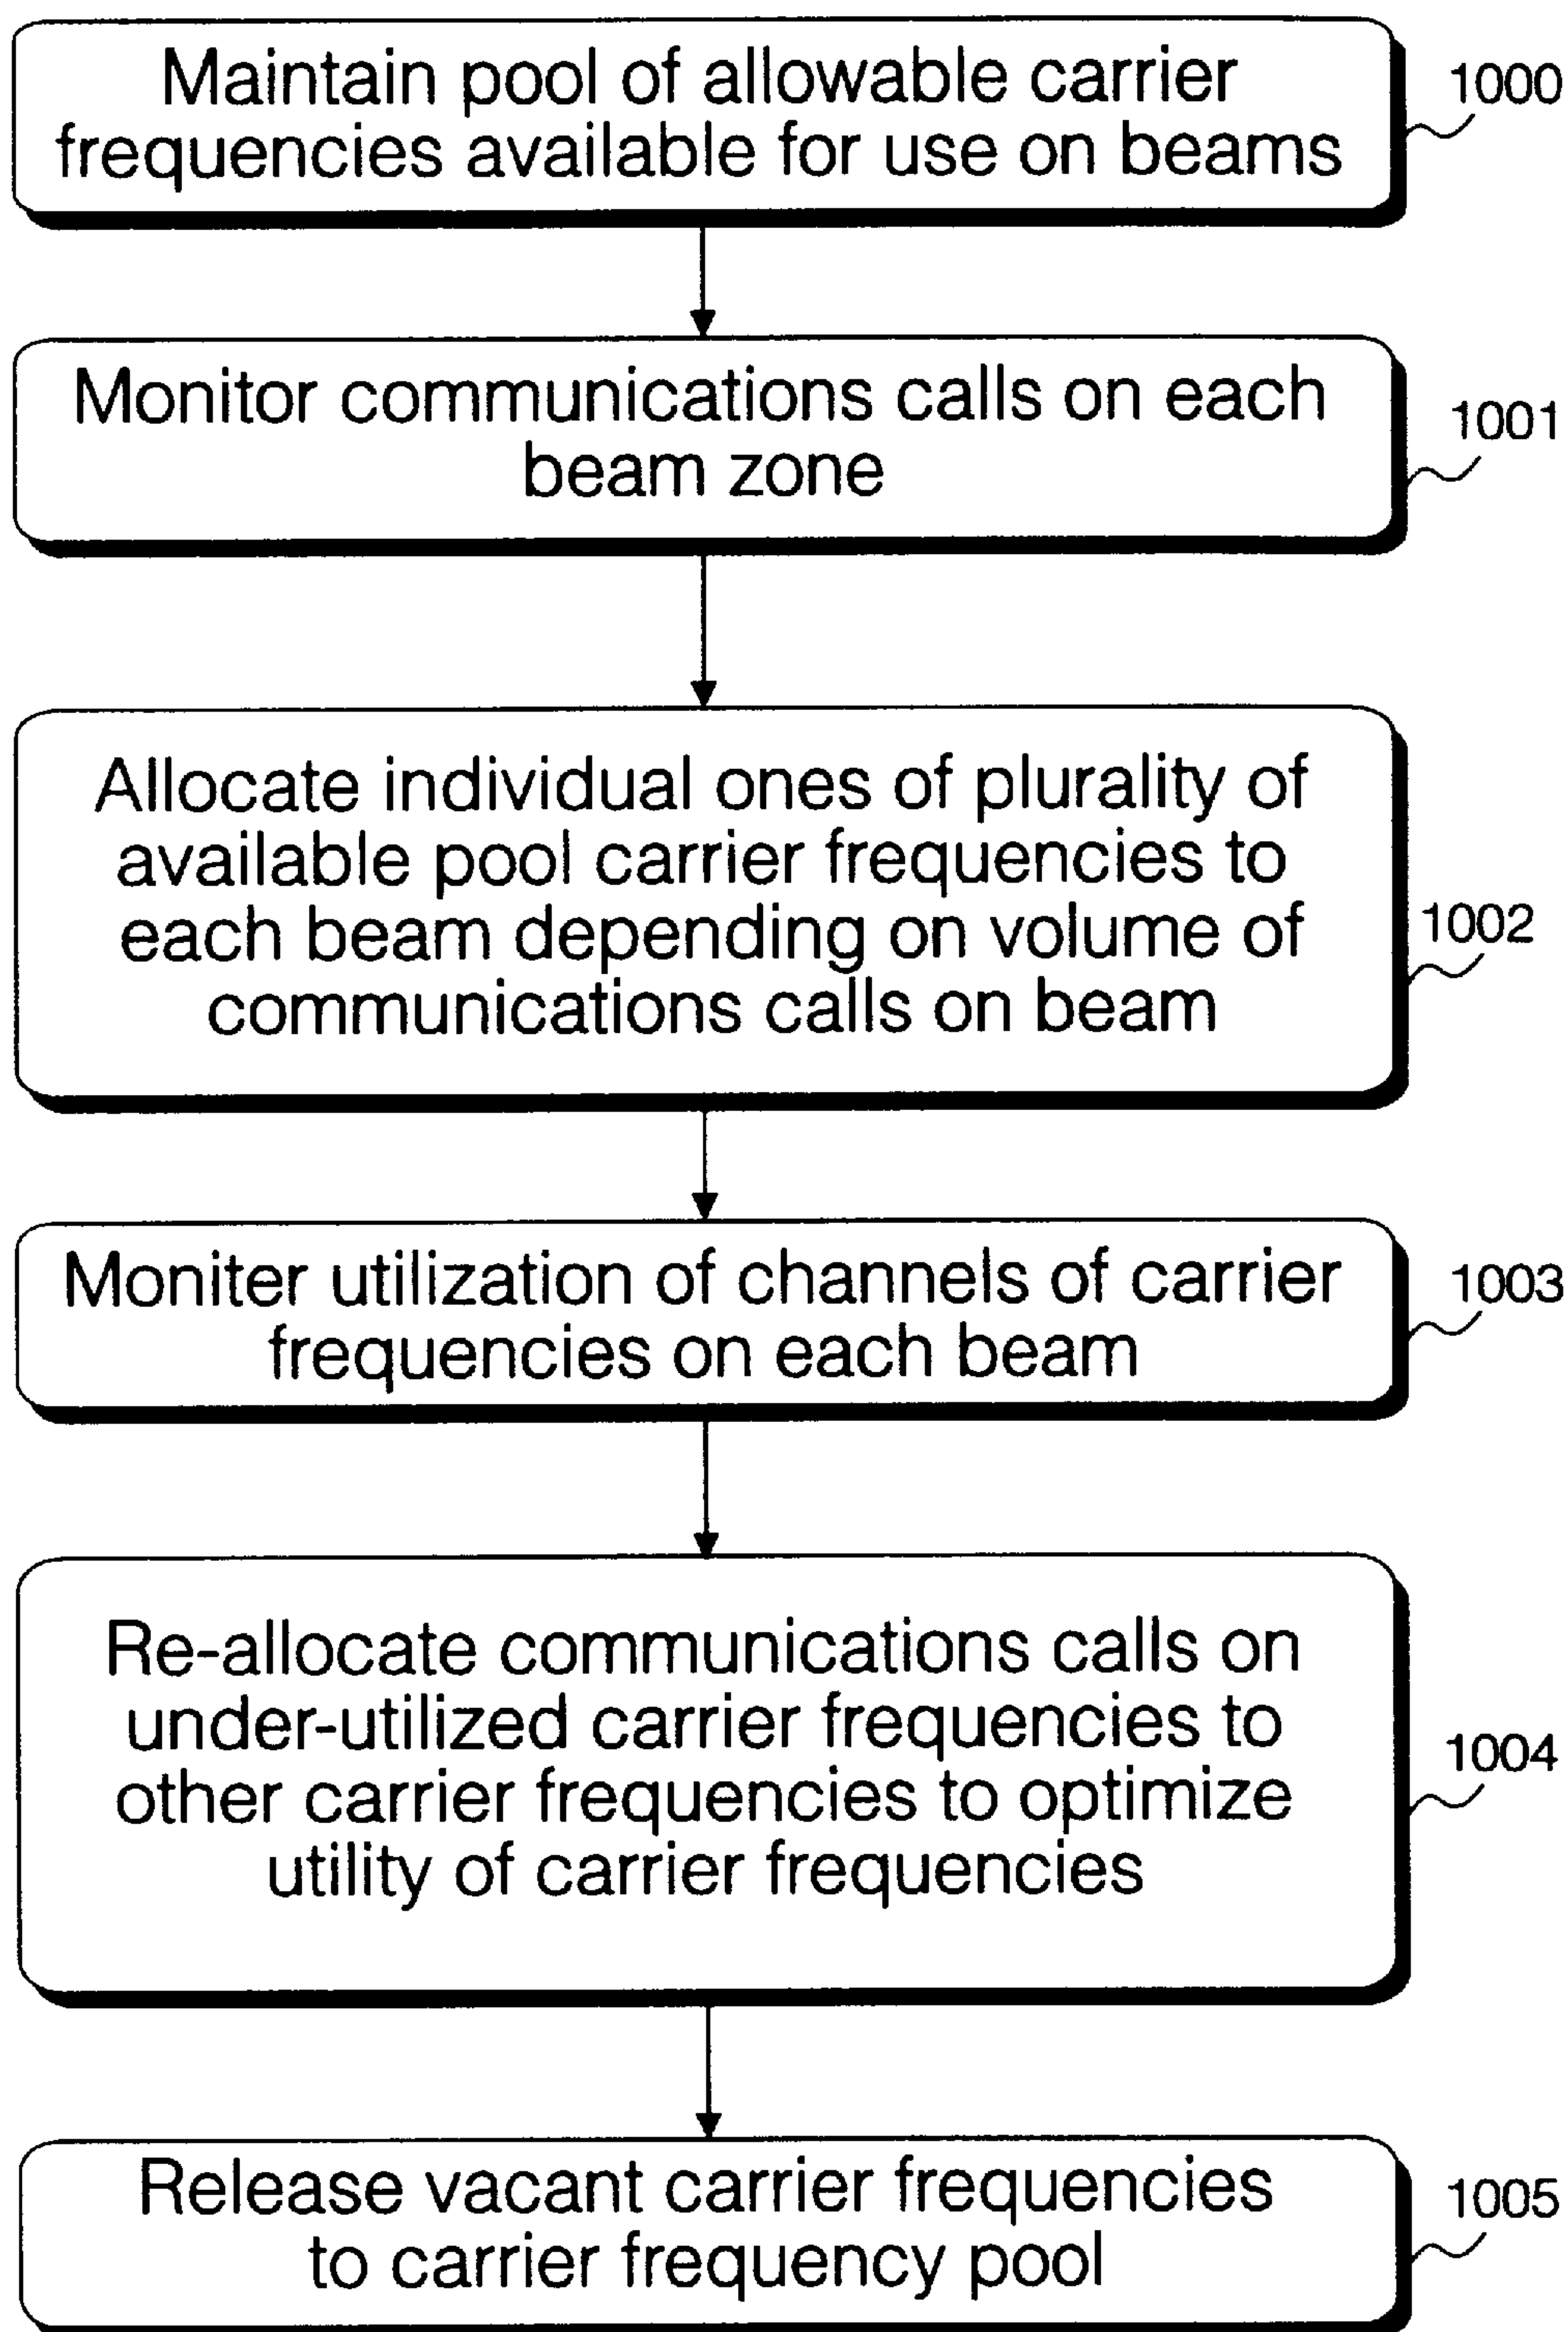 Maintain pool of allowable carrier
frequencies available for use on beams
1000
Monitor communications calls on each
beam zone
1001
Allocate individual ones of plurality of
available pool carrier frequencies to
each beam depending on volume of
communications calls on beam
1002
Moniter utilization of channels of carrier
frequencies on each beam
1003
Re-allocate communications calls on
under-utilized carrier frequencies to
other carrier frequencies to optimize
utility of carrier frequencies
1004
Release vacant carrier frequencies
to carrier frequency pool
1005